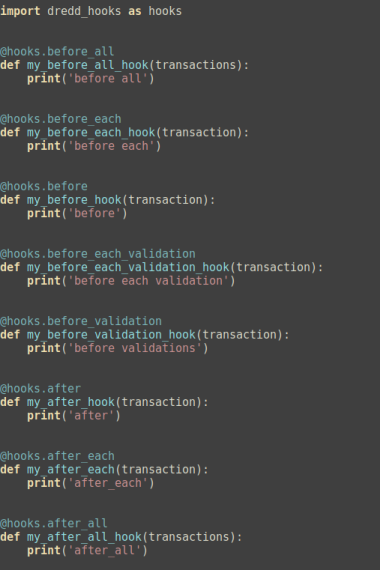 import dredd_hooks as hooks
@hooks.before_all
def my_before_all_hook(transactions):
    print('before all')
@hooks.before_each
def my_before_each_hook(transaction):
    print('before each')
@hooks.before
def my_before_hook(transaction):
    print('before')
@hooks.before_each_validation
def my_before_each_validation_hook(transaction):
    print('before each validation')
@hooks.before_validation
def my_before_validation_hook(transaction):
    print('before validations')
@hooks.after
def my_after_hook(transaction):
    print('after')
@hooks.after_each
def my_after_each(transaction):
    print('after_each')
@hooks.after_all
def my_after_all_hook(transactions):
    print('after_all')